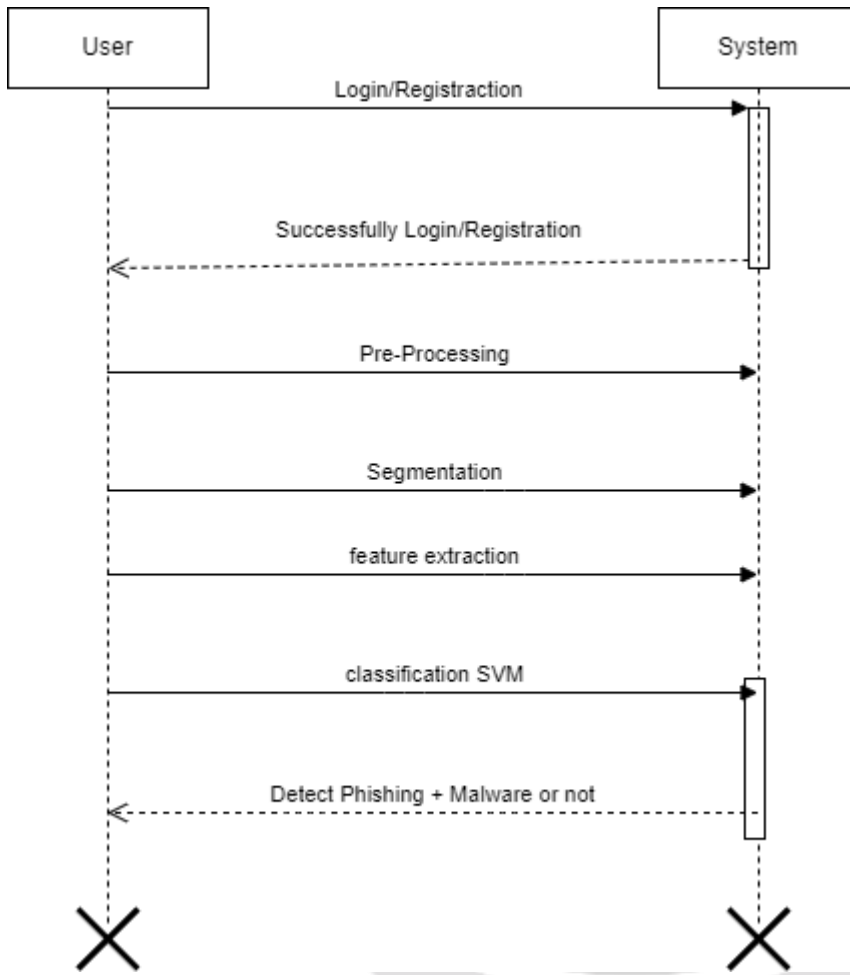 User
System
Login/Registraction
Successfully Login/Registration
Pre-Processing
Segmentation
feature extraction
classification SVM
Detect Phishing + Malware or not